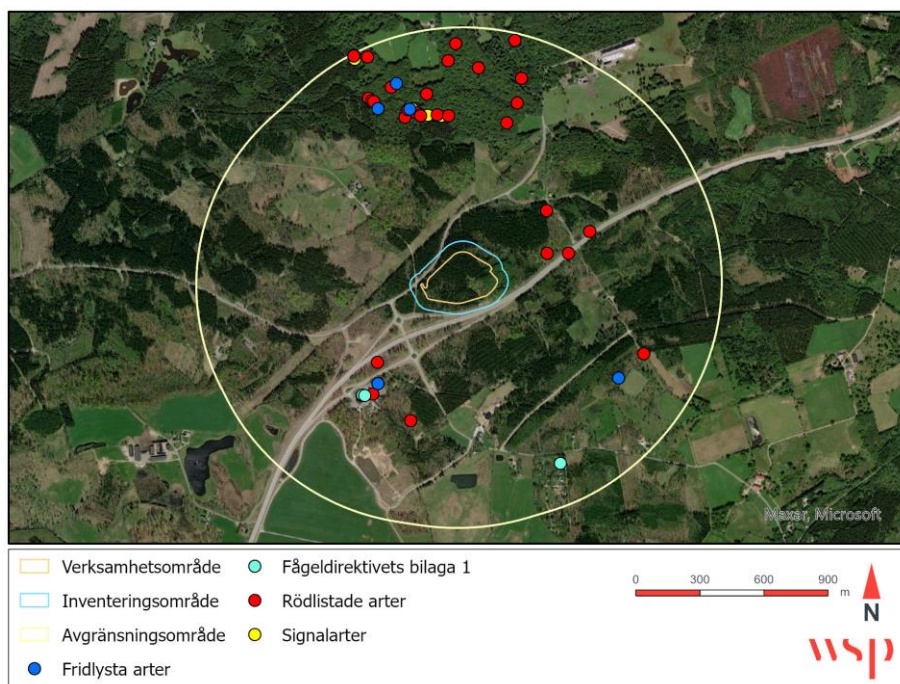 Maxar, Microsoft
Verksamhetsområde
Inventeringsområde
Avgränsningsområde
Fridlysta arter
Fågeldirektivets bilaga 1
Rödlistade arter
Signalarter
0 300 600 900
m
N
wsp